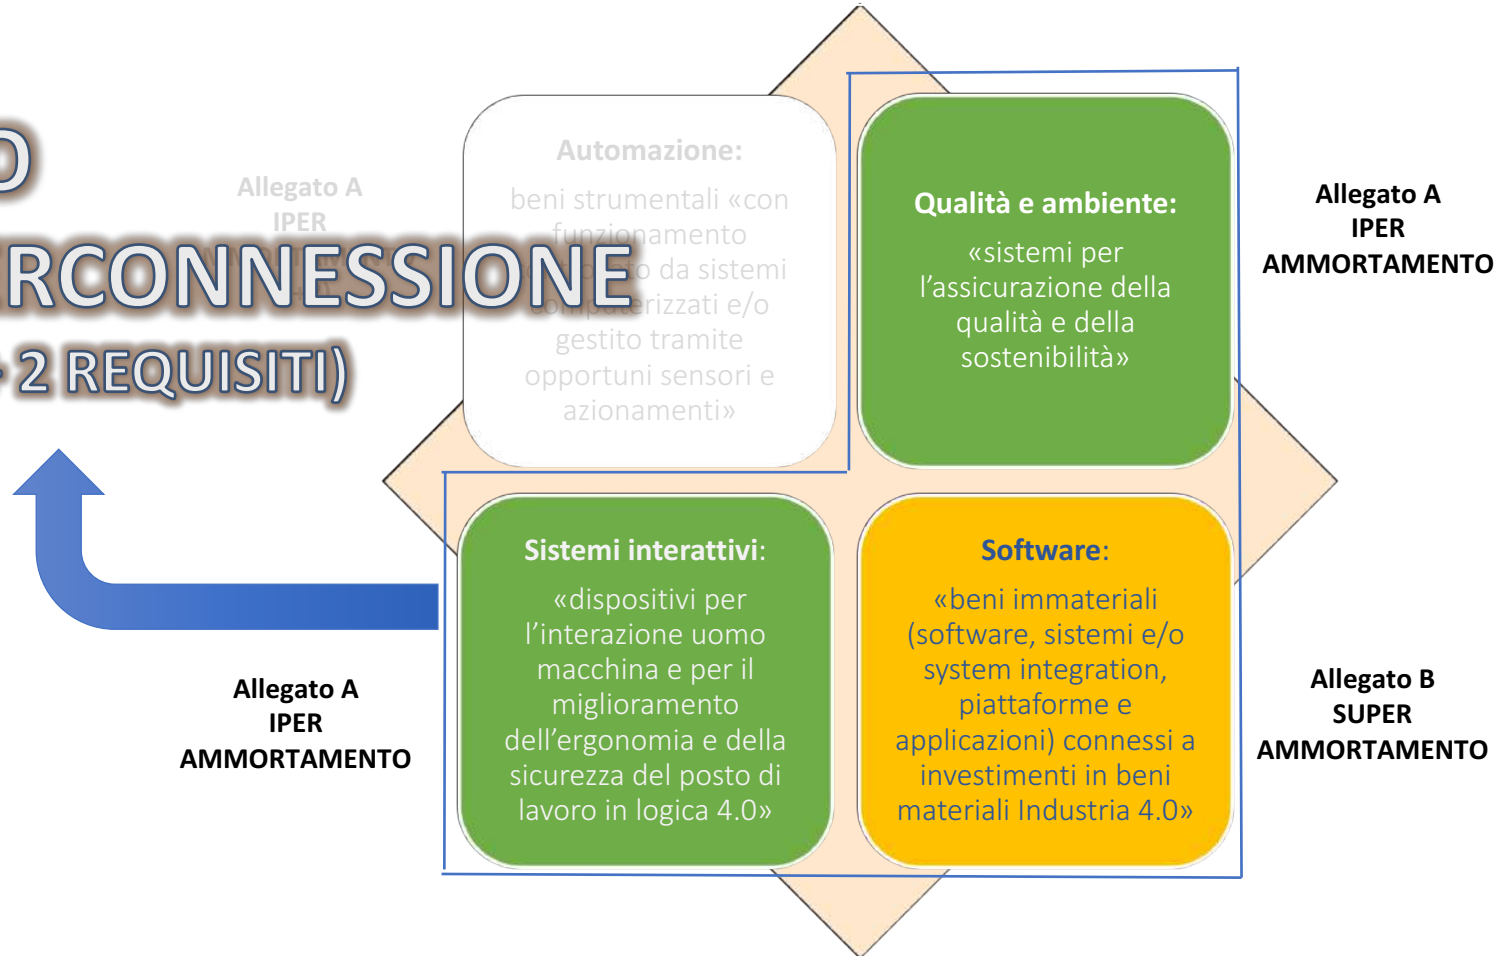 O
RCONNESSIONE
2 REQUISITI)
Allegato A
IPER
Automazione:
beni strumentali «con
funzionamento
da sistemi
computerizzati e/o
gestito tramite
opportuni sensori e
azionamenti»
Qualità e ambiente:
«sistemi per
l'assicurazione della
qualità e della
sostenibilità»
Allegato A
IPER
AMMORTAMENTO
Sistemi interattivi:
«dispositivi per
l'interazione uomo
macchina e per il
miglioramento
dell'ergonomia e della
sicurezza del posto di
lavoro in logica 4.0»
Allegato A
IPER
AMMORTAMENTO
Software:
«beni immateriali
(software, sistemi e/o
system integration,
piattaforme e
applicazioni) connessi a
investimenti in beni
materiali Industria 4.0»
Allegato B
SUPER
AMMORTAMENTO